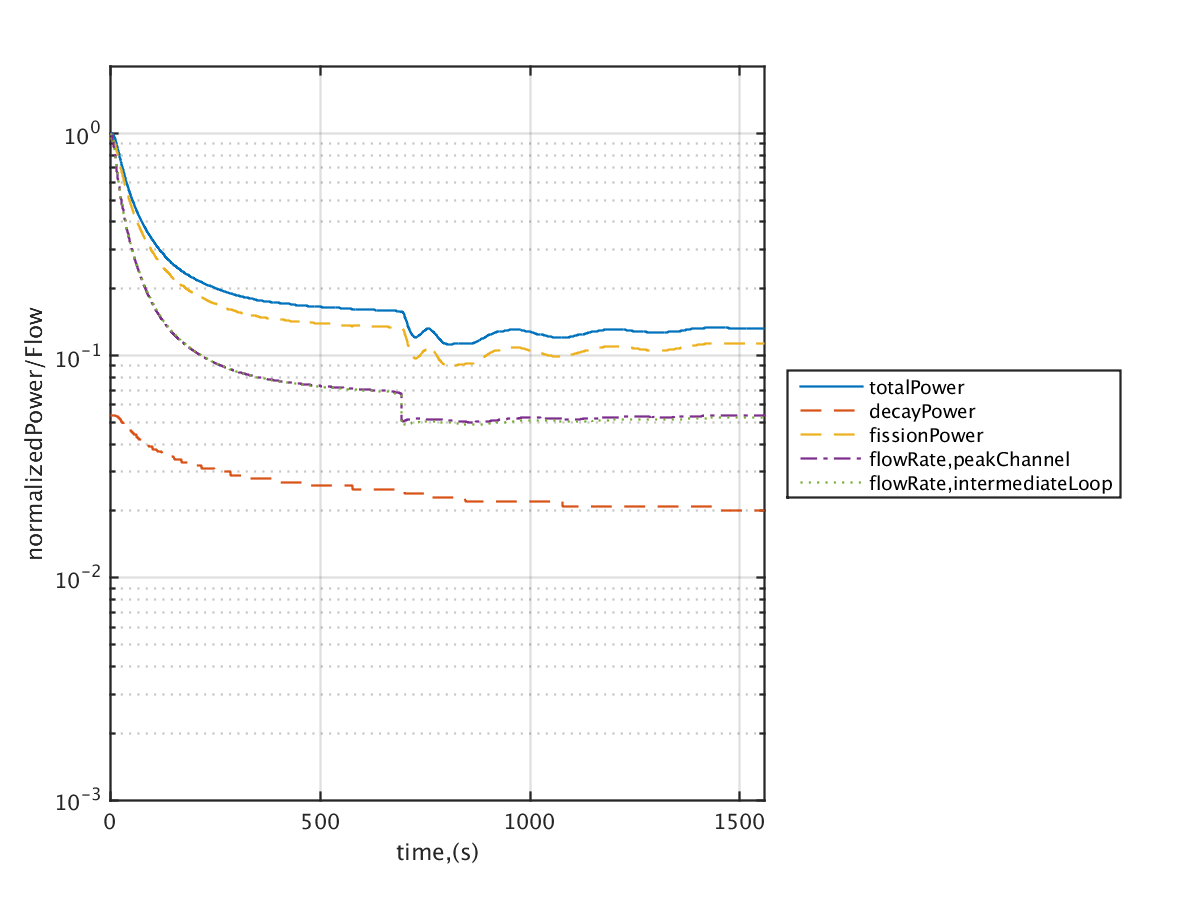 10^0
10^-1
10^-2
10^-3
normalizedPower/Flow
0
500
1000
1500
time,(s)
totalPower
decayPower
fissionPower
flowRate,peakChannel
flowRate,intermediateLoop